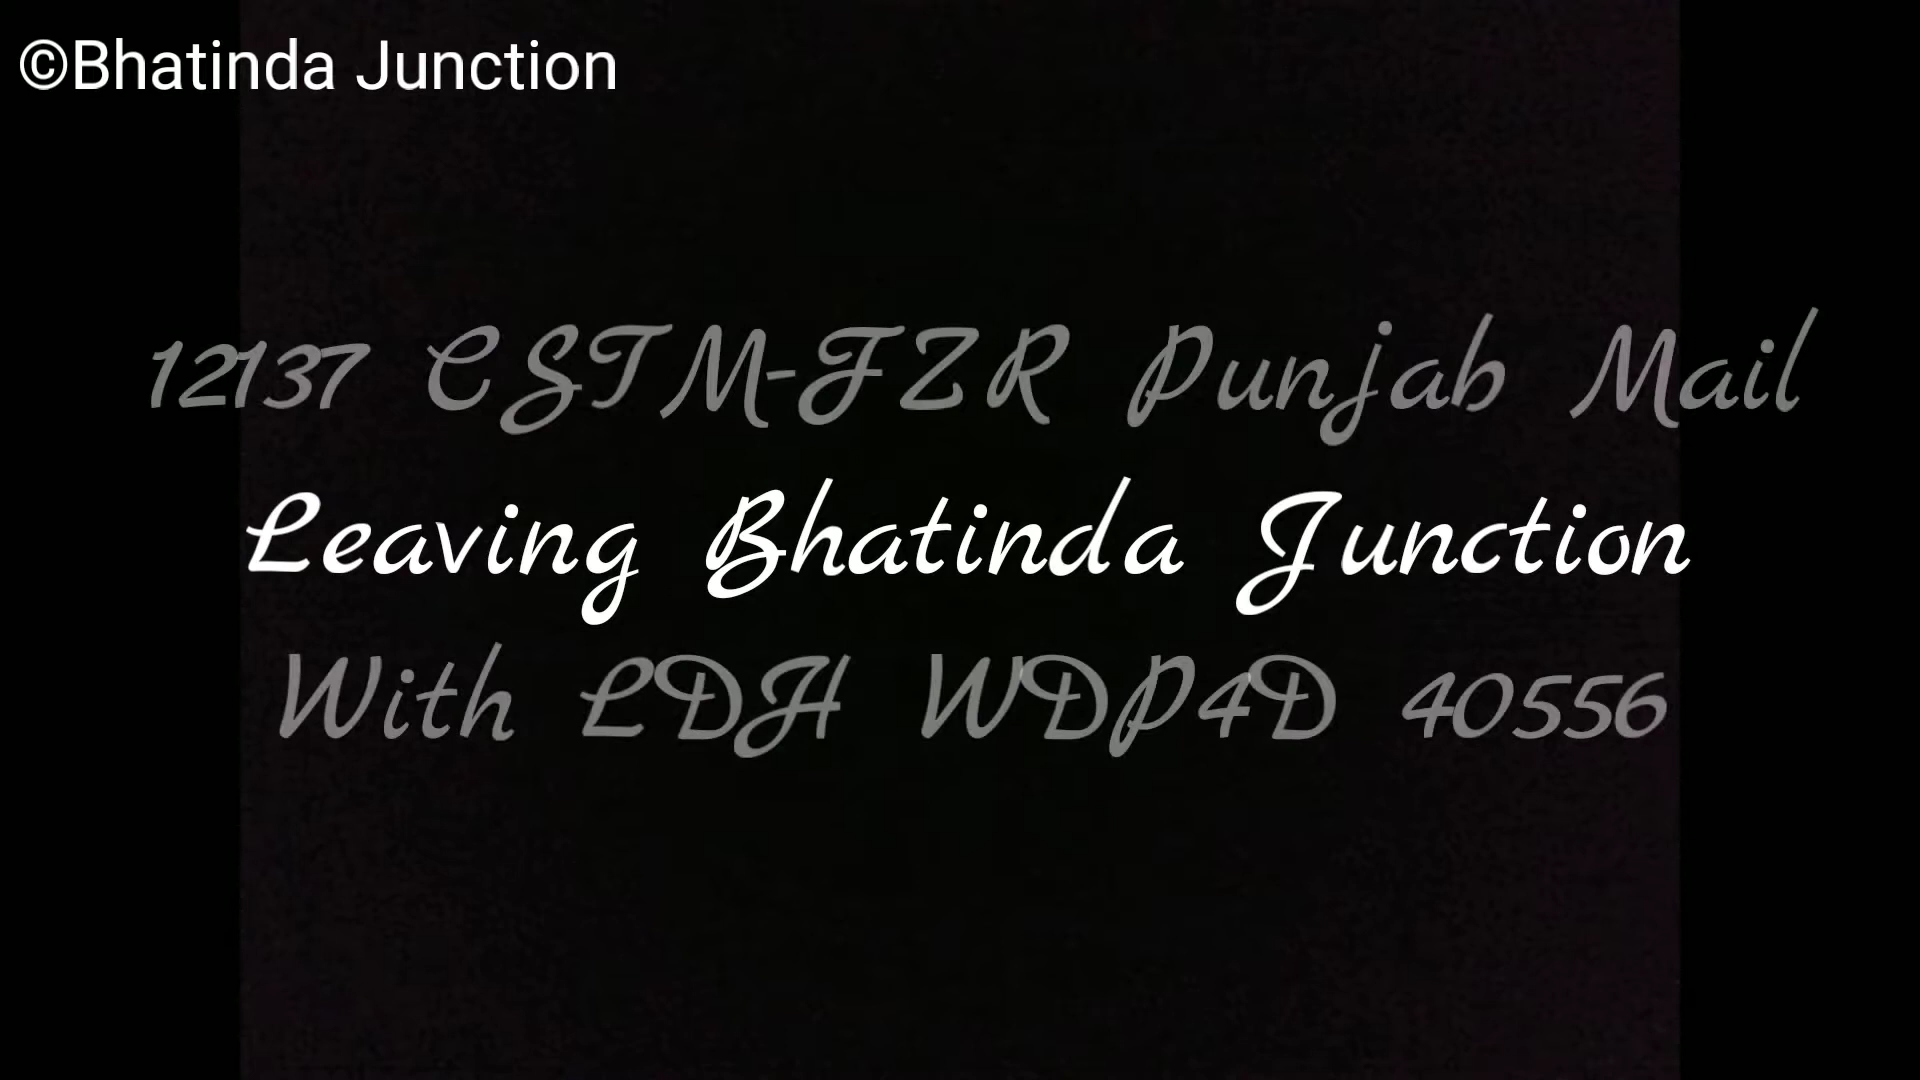 ©Bhatinda Junction
12137 CSTM-FZR Punjab Mail
Leaving Bhatinda Junction
With LDH WDP4D 40556